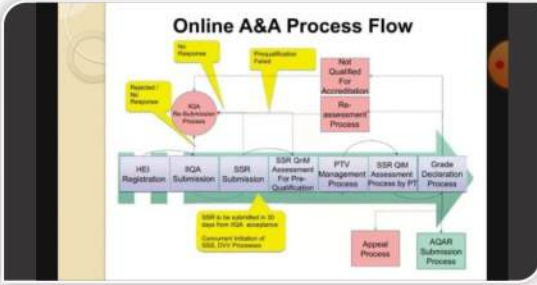 Online A&A Process Flow
No
Response
Prequalification
Failed
Not
Qualified
For
Accreditation
Rejected /
No
Response
IIQA
Re-Submission
Process
Re-
assessment
Process
HEI
Registration
IIQA
Submission
SSR
Submission
SSR QnM
Assessment
For Pre-
Qualification
PTV
Management
Process
SSR QlM
Assessment
Process by PT
Grade
Declaration
Process
SSR to be submitted in 30
days from IIQA acceptance
Concurrent Initiation of
SSS, DVV Processes
Appeal
Process
AQAR
Submission
Process